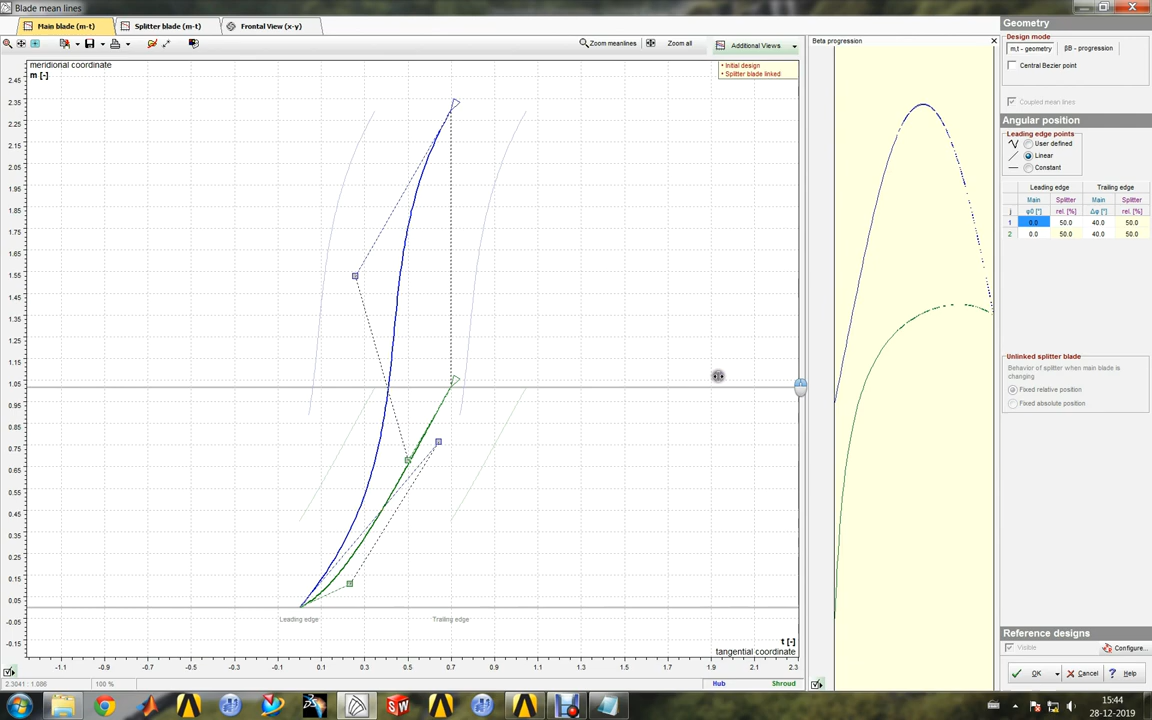 Blade mean lines
Main blade (m-t)
Splitter blade (m-t)
Frontal View (x-y)
Zoom meanlines
Zoom all
Additional Views
meridional coordinate
m [-]
• Initial design
• Splitter blade linked
2.45
2.35
2.25
2.15
2.05
1.95
1.85
1.75
1.65
1.55
1.45
1.35
1.25
1.15
1.05
0.95
0.85
0.75
0.65
0.55
0.45
0.35
0.25
0.15
0.05
-0.05
-0.15
Leading edge
Trailing edge
t [-]
tangential coordinate
-1.1
-0.9
-0.7
-0.5
-0.3
-0.1
0.1
0.3
0.5
0.7
0.9
1.1
1.3
1.5
1.7
1.9
2.1
2.3
2.3041 : 1.086
100 %
Hub
Shroud
Beta progression
Geometry
Design mode
m,t - geometry
βB - progression
Central Bezier point
Coupled mean lines
Angular position
Leading edge points
User defined
Linear
Constant
Leading edge
Trailing edge
Main
Splitter
Main
Splitter
j
φ0 [°]
rel. [%]
Δφ [°]
rel. [%]
1
0.0
50.0
40.0
50.0
2
0.0
50.0
40.0
50.0
Unlinked splitter blade
Behavior of splitter when main blade is
changing
Fixed relative position
Fixed absolute position
Reference designs
Visible
Configure...
OK
Cancel
Help
15:44
28-12-2019